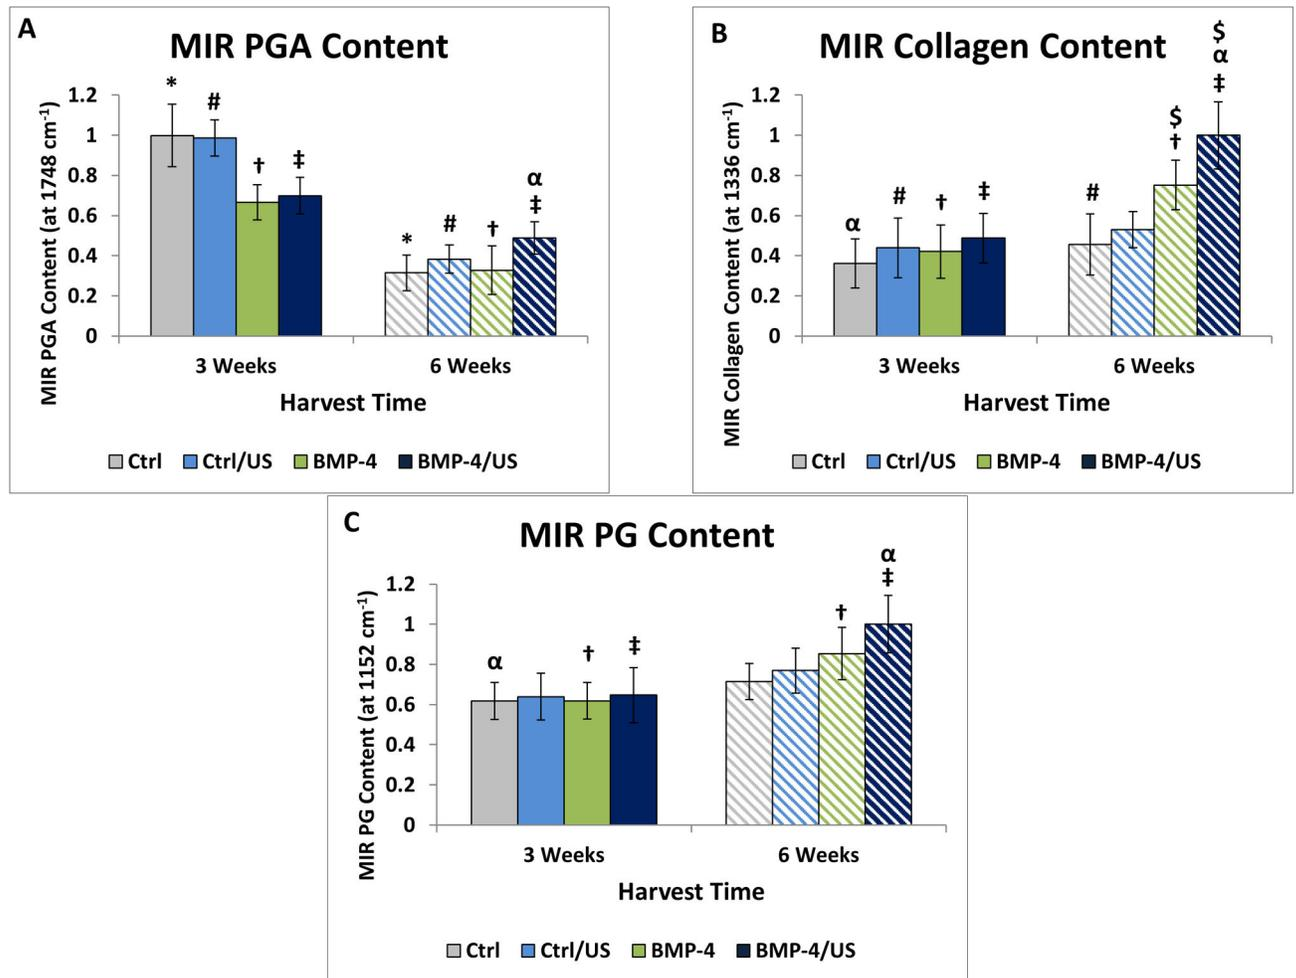 A
MIR PGA Content
MIR PGA Content (at 1748 cm⁻¹)
1.2
1
0.8
0.6
0.4
0.2
0
*
#
†
‡
*
#
†
α
‡
3 Weeks
6 Weeks
Harvest Time
Ctrl Ctrl/US BMP-4 BMP-4/US
B
MIR Collagen Content
MIR Collagen Content (at 1336 cm⁻¹)
1.2
1
0.8
0.6
0.4
0.2
0
α
#
†
‡
#
$
†
$
α
‡
3 Weeks
6 Weeks
Harvest Time
Ctrl Ctrl/US BMP-4 BMP-4/US
C
MIR PG Content
MIR PG Content (at 1152 cm⁻¹)
1.2
1
0.8
0.6
0.4
0.2
0
α
†
‡
†
α
‡
3 Weeks
6 Weeks
Harvest Time
Ctrl Ctrl/US BMP-4 BMP-4/US